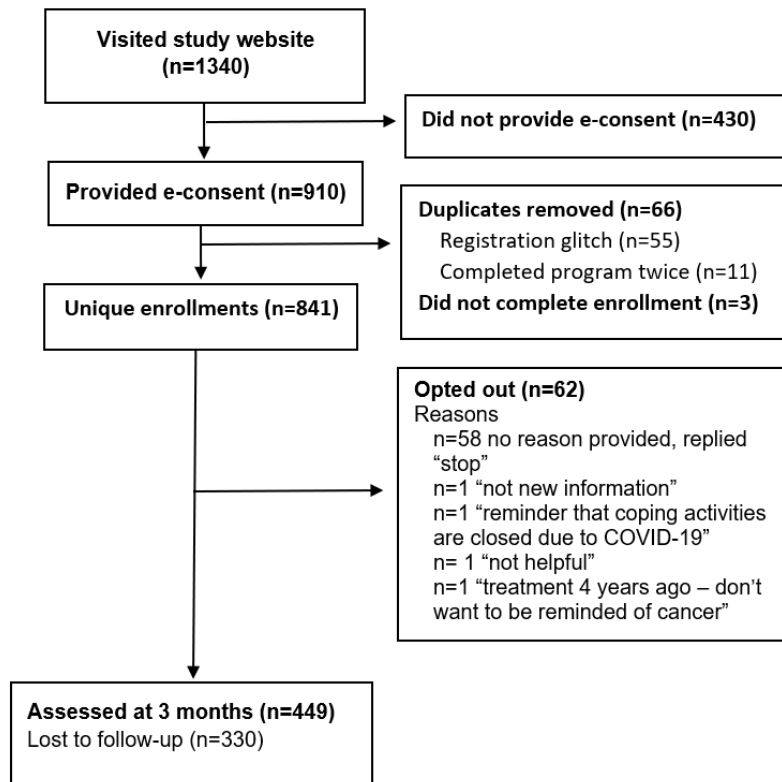 Visited study website
(n=1340)
Did not provide e-consent (n=430)
Provided e-consent (n=910)
Duplicates removed (n=66)
Registration glitch (n=55)
Completed program twice (n=11)
Did not complete enrollment (n=3)
Unique enrollments (n=841)
Opted out (n=62)
Reasons
n=58 no reason provided, replied
“stop”
n=1 “not new information”
n=1 “reminder that coping activities
are closed due to COVID-19”
n= 1 “not helpful”
n=1 “treatment 4 years ago – don’t
want to be reminded of cancer”
Assessed at 3 months (n=449)
Lost to follow-up (n=330)